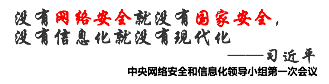 没有网络安全就没有国家安全，
没有信息化就没有现代化
——习近平
中央网络安全和信息化领导小组第一次会议